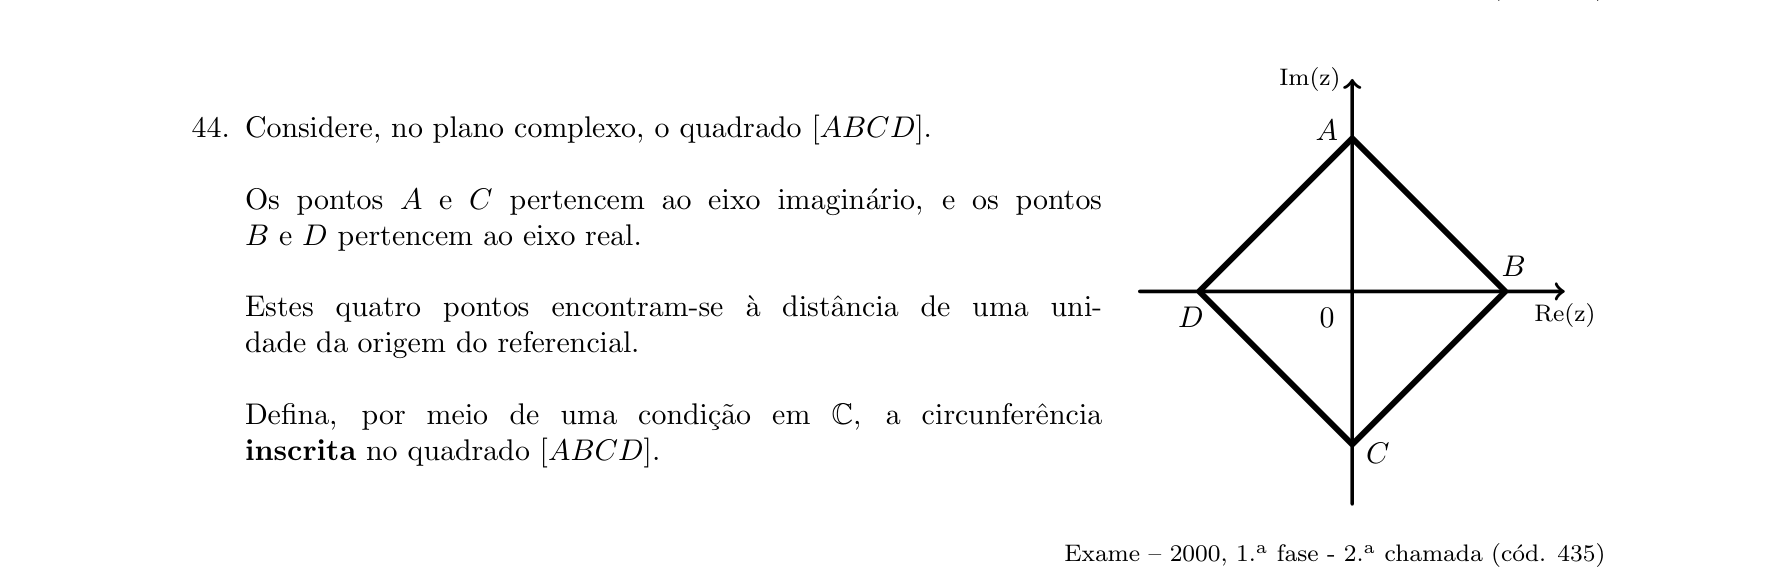 44. Considere, no plano complexo, o quadrado [ABCD].
Os pontos A e C pertencem ao eixo imaginário, e os pontos
B e D pertencem ao eixo real.
Estes quatro pontos encontram-se à distância de uma uni-
dade da origem do referencial.
Defina, por meio de uma condição em ℂ, a circunferência
inscrita no quadrado [ABCD].
Im(z)
A
B
D
0
Re(z)
C
Exame – 2000, 1.ª fase - 2.ª chamada (cód. 435)